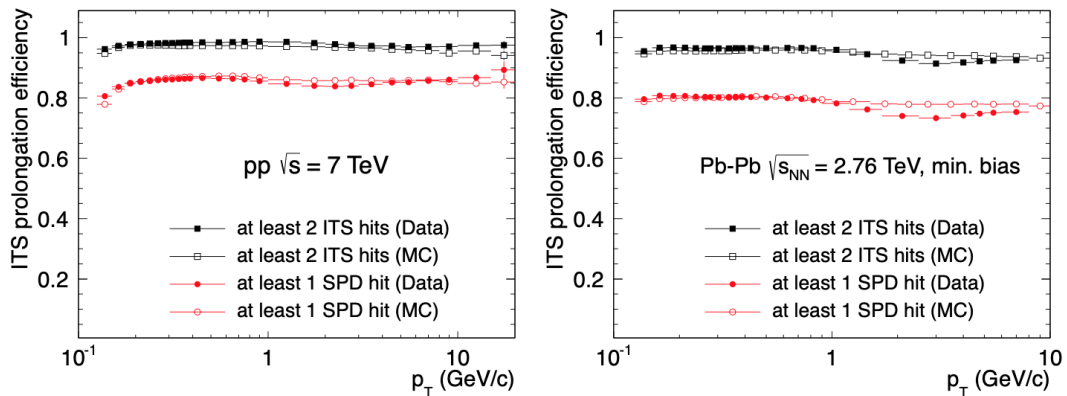 ITS prolongation efficiency
1
0.8
0.6
0.4
0.2
pp √s = 7 TeV
at least 2 ITS hits (Data)
at least 2 ITS hits (MC)
at least 1 SPD hit (Data)
at least 1 SPD hit (MC)
10⁻¹ 1 10
p_T (GeV/c)
ITS prolongation efficiency
1
0.8
0.6
0.4
0.2
Pb-Pb √s_NN = 2.76 TeV, min. bias
at least 2 ITS hits (Data)
at least 2 ITS hits (MC)
at least 1 SPD hit (Data)
at least 1 SPD hit (MC)
10⁻¹ 1 10
p_T (GeV/c)